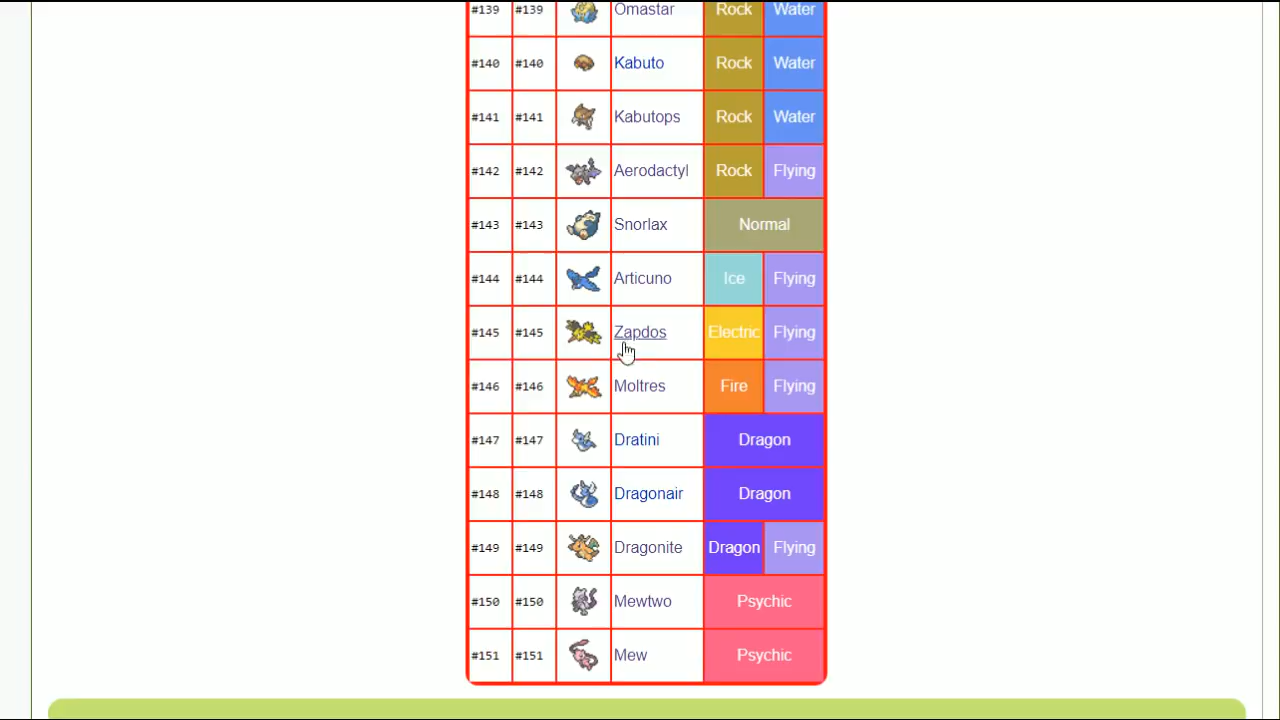 #139 #139 Omastar Rock Water
#140 #140 Kabuto Rock Water
#141 #141 Kabutops Rock Water
#142 #142 Aerodactyl Rock Flying
#143 #143 Snorlax Normal
#144 #144 Articuno Ice Flying
#145 #145 Zapdos Electric Flying
#146 #146 Moltres Fire Flying
#147 #147 Dratini Dragon
#148 #148 Dragonair Dragon
#149 #149 Dragonite Dragon Flying
#150 #150 Mewtwo Psychic
#151 #151 Mew Psychic